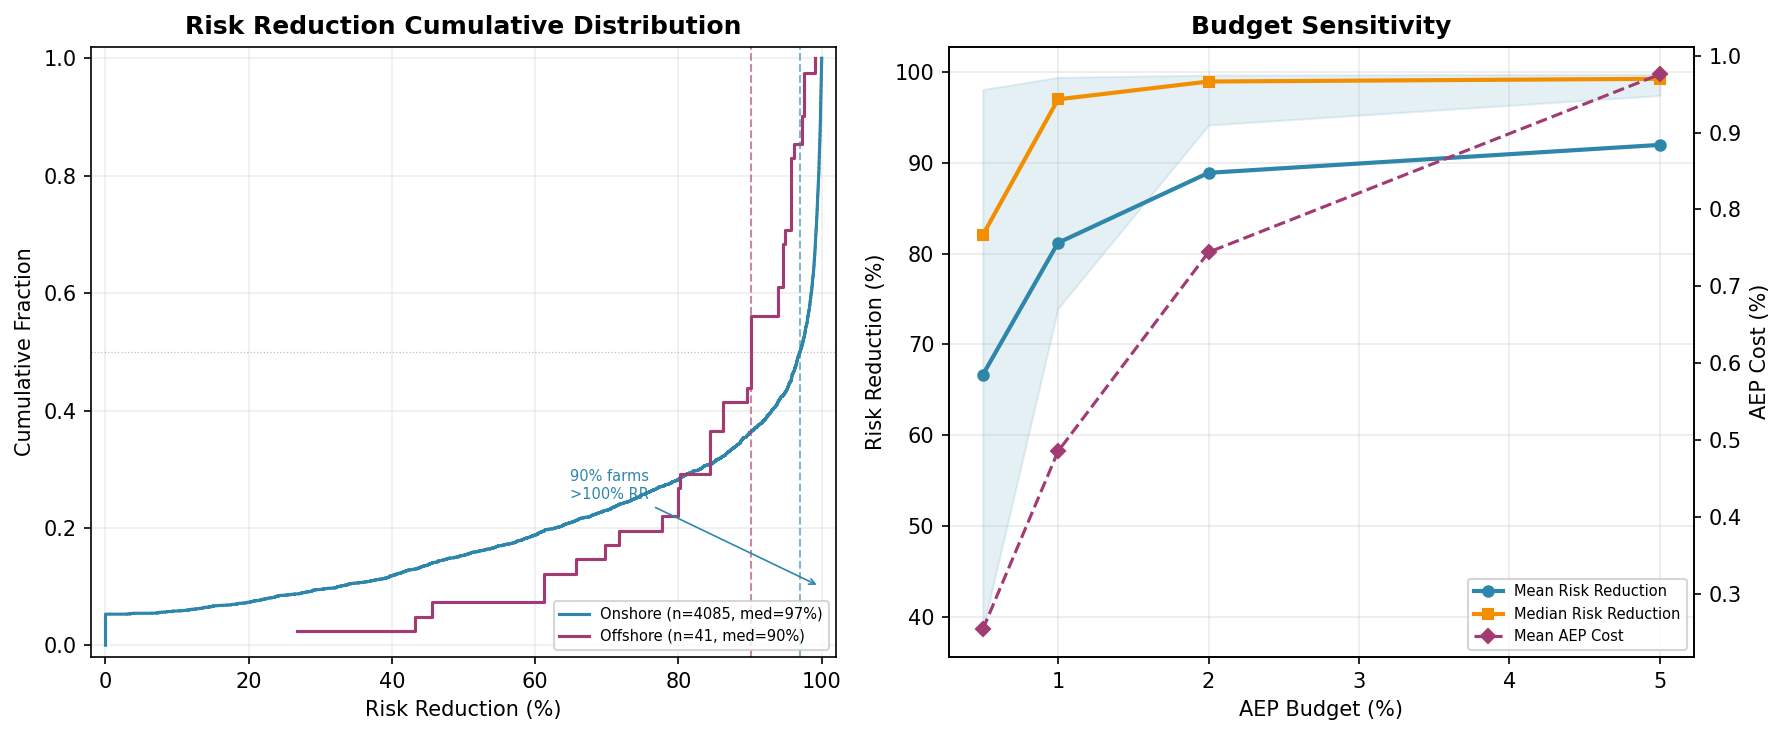 Risk Reduction Cumulative Distribution
Cumulative Fraction
1.0
0.8
0.6
0.4
0.2
0.0
90% farms
>100% RR
Onshore (n=4085, med=97%)
Offshore (n=41, med=90%)
0 20 40 60 80 100
Risk Reduction (%)
Budget Sensitivity
Risk Reduction (%)
100
90
80
70
60
50
40
1.0
0.9
0.8
0.7
0.6
0.5
0.4
0.3
AEP Cost (%)
Mean Risk Reduction
Median Risk Reduction
Mean AEP Cost
1 2 3 4 5
AEP Budget (%)